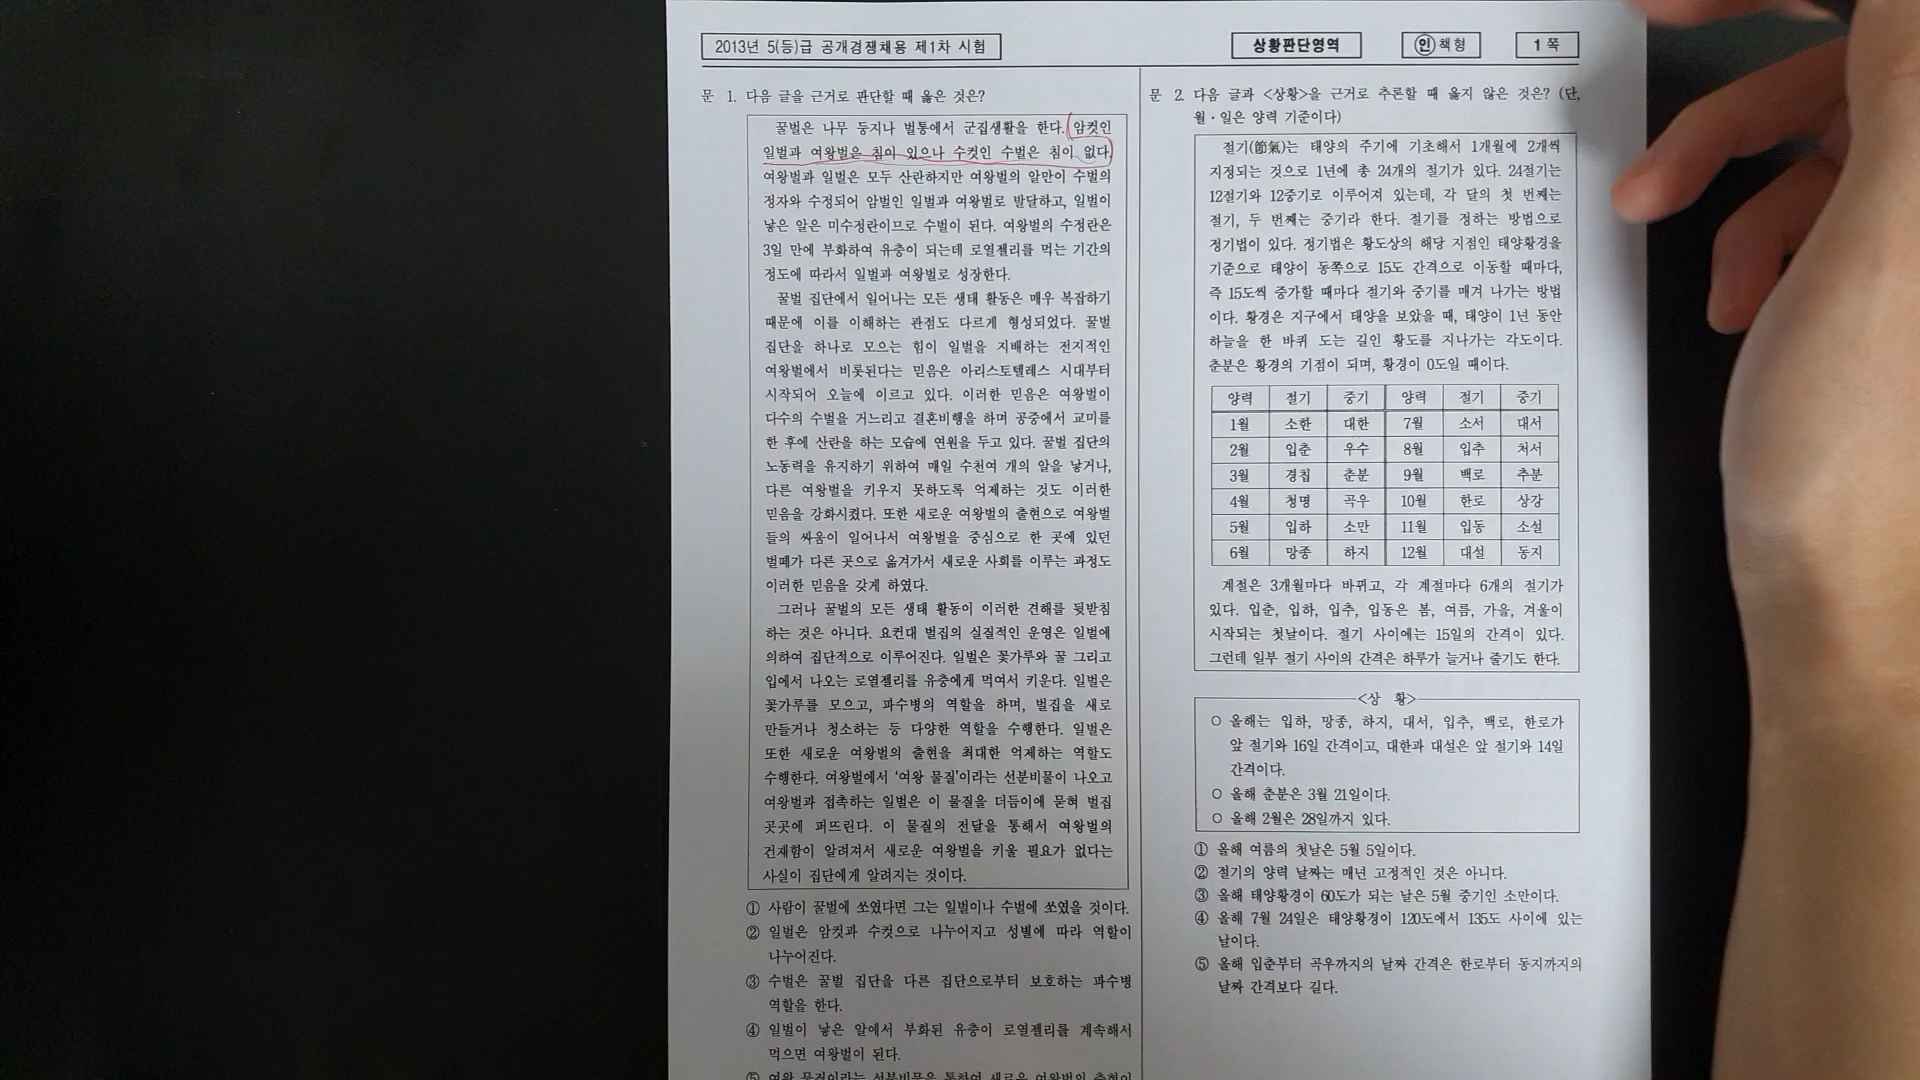 2013년 5(등)급 공개경쟁채용 제1차 시험
상황판단영역
인 책형
1 쪽
문 1. 다음 글을 근거로 판단할 때 옳은 것은?
꿀벌은 나무 둥지나 벌통에서 군집생활을 한다. 암컷인
일벌과 여왕벌은 침이 있으나 수컷인 수벌은 침이 없다.
여왕벌과 일벌은 모두 산란하지만 여왕벌의 알만이 수벌의
정자와 수정되어 암벌인 일벌과 여왕벌로 발달하고, 일벌이
낳은 알은 미수정란이므로 수벌이 된다. 여왕벌의 수정란은
3일 만에 부화하여 유충이 되는데 로열젤리를 먹는 기간의
정도에 따라서 일벌과 여왕벌로 성장한다.
꿀벌 집단에서 일어나는 모든 생태 활동은 매우 복잡하기
때문에 이를 이해하는 관점도 다르게 형성되었다. 꿀벌
집단을 하나로 모으는 힘이 일벌을 지배하는 전지적인
여왕벌에서 비롯된다는 믿음은 아리스토텔레스 시대부터
시작되어 오늘에 이르고 있다. 이러한 믿음은 여왕벌이
다수의 수벌을 거느리고 결혼비행을 하며 공중에서 교미를
한 후에 산란을 하는 모습에 연원을 두고 있다. 꿀벌 집단의
노동력을 유지하기 위하여 매일 수천여 개의 알을 낳거나,
다른 여왕벌을 키우지 못하도록 억제하는 것도 이러한
믿음을 강화시켰다. 또한 새로운 여왕벌의 출현으로 여왕벌
들의 싸움이 일어나서 여왕벌을 중심으로 한 곳에 있던
벌떼가 다른 곳으로 옮겨가서 새로운 사회를 이루는 과정도
이러한 믿음을 갖게 하였다.
그러나 꿀벌의 모든 생태 활동이 이러한 견해를 뒷받침
하는 것은 아니다. 요컨대 벌집의 실질적인 운영은 일벌에
의하여 집단적으로 이루어진다. 일벌은 꽃가루와 꿀 그리고
입에서 나오는 로열젤리를 유충에게 먹여서 키운다. 일벌은
꽃가루를 모으고, 파수병의 역할을 하며, 벌집을 새로
만들거나 청소하는 등 다양한 역할을 수행한다. 일벌은
또한 새로운 여왕벌의 출현을 최대한 억제하는 역할도
수행한다. 여왕벌에서 ‘여왕 물질’이라는 선분비물이 나오고
여왕벌과 접촉하는 일벌은 이 물질을 더듬이에 묻혀 벌집
곳곳에 퍼뜨린다. 이 물질의 전달을 통해서 여왕벌의
건재함이 알려져서 새로운 여왕벌을 키울 필요가 없다는
사실이 집단에게 알려지는 것이다.
① 사람이 꿀벌에 쏘였다면 그는 일벌이나 수벌에 쏘였을 것이다.
② 일벌은 암컷과 수컷으로 나누어지고 성별에 따라 역할이
나누어진다.
③ 수벌은 꿀벌 집단을 다른 집단으로부터 보호하는 파수병
역할을 한다.
④ 일벌이 낳은 알에서 부화된 유충이 로열젤리를 계속해서
먹으면 여왕벌이 된다.
⑤ 여왕 물질이라는 선분비물을 통하여 새로운 여왕벌의 출현이
문 2. 다음 글과 <상황>을 근거로 추론할 때 옳지 않은 것은? (단,
월·일은 양력 기준이다)
절기(節氣)는 태양의 주기에 기초해서 1개월에 2개씩
지정되는 것으로 1년에 총 24개의 절기가 있다. 24절기는
12절기와 12중기로 이루어져 있는데, 각 달의 첫 번째는
절기, 두 번째는 중기라 한다. 절기를 정하는 방법으로
정기법이 있다. 정기법은 황도상의 해당 지점인 태양황경을
기준으로 태양이 동쪽으로 15도 간격으로 이동할 때마다,
즉 15도씩 증가할 때마다 절기와 중기를 매겨 나가는 방법
이다. 황경은 지구에서 태양을 보았을 때, 태양이 1년 동안
하늘을 한 바퀴 도는 길인 황도를 지나가는 각도이다.
춘분은 황경의 기점이 되며, 황경이 0도일 때이다.
양력 절기 중기 양력 절기 중기
1월 소한 대한 7월 소서 대서
2월 입춘 우수 8월 입추 처서
3월 경칩 춘분 9월 백로 추분
4월 청명 곡우 10월 한로 상강
5월 입하 소만 11월 입동 소설
6월 망종 하지 12월 대설 동지
계절은 3개월마다 바뀌고, 각 계절마다 6개의 절기가
있다. 입춘, 입하, 입추, 입동은 봄, 여름, 가을, 겨울이
시작되는 첫날이다. 절기 사이에는 15일의 간격이 있다.
그런데 일부 절기 사이의 간격은 하루가 늘거나 줄기도 한다.
<상 황>
○ 올해는 입하, 망종, 하지, 대서, 입추, 백로, 한로가
앞 절기와 16일 간격이고, 대한과 대설은 앞 절기와 14일
간격이다.
○ 올해 춘분은 3월 21일이다.
○ 올해 2월은 28일까지 있다.
① 올해 여름의 첫날은 5월 5일이다.
② 절기의 양력 날짜는 매년 고정적인 것은 아니다.
③ 올해 태양황경이 60도가 되는 날은 5월 중기인 소만이다.
④ 올해 7월 24일은 태양황경이 120도에서 135도 사이에 있는
날이다.
⑤ 올해 입춘부터 곡우까지의 날짜 간격은 한로부터 동지까지의
날짜 간격보다 길다.